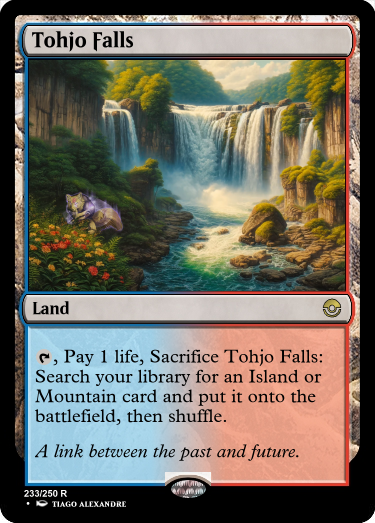 Tohjo Falls
Land
, Pay 1 life, Sacrifice Tohjo Falls:
Search your library for an Island or
Mountain card and put it onto the
battlefield, then shuffle.
A link between the past and future.
233/250 R
• TIAGO ALEXANDRE